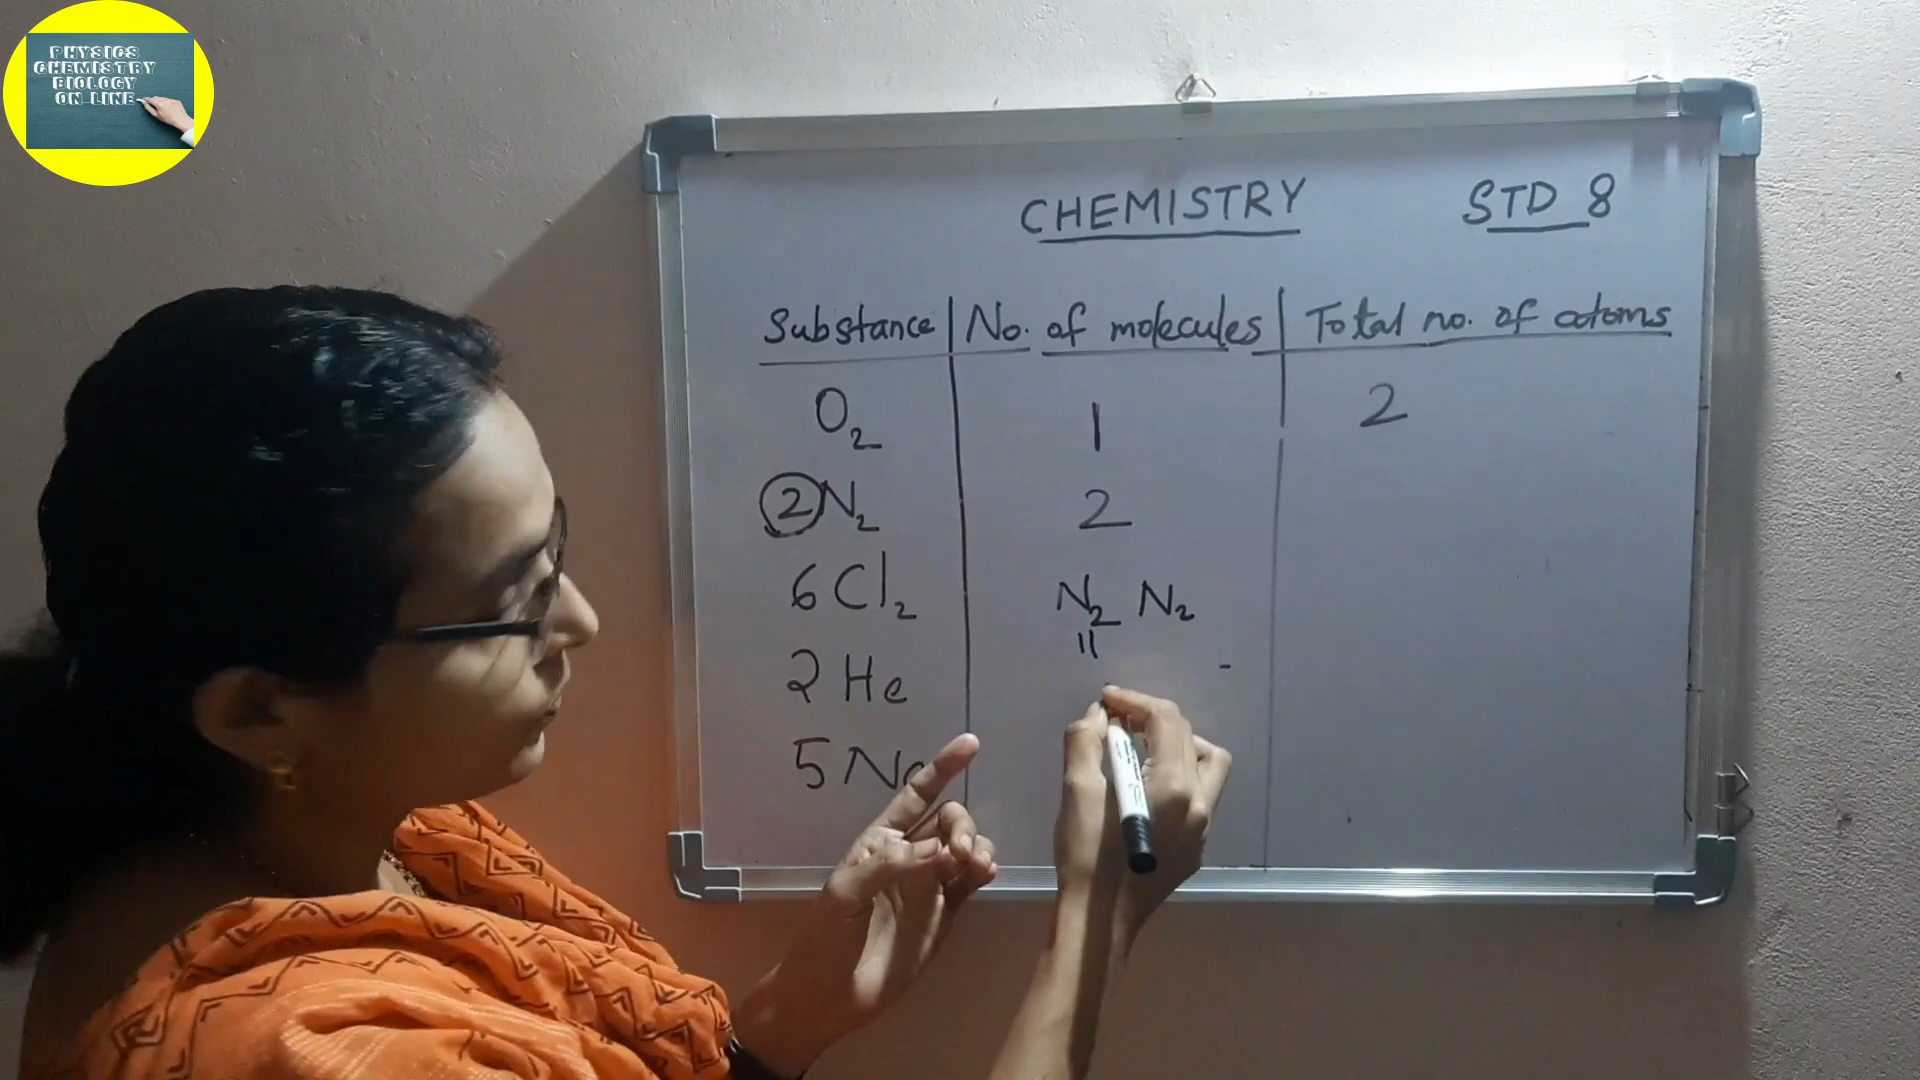 PHYSICS
CHEMISTRY
BIOLOGY
ON LINE
CHEMISTRY STD 8
Substance No. of molecules Total no. of atoms
O₂ 1 2
2N₂ 2
6Cl₂ N₂ N₂
2He
5Na